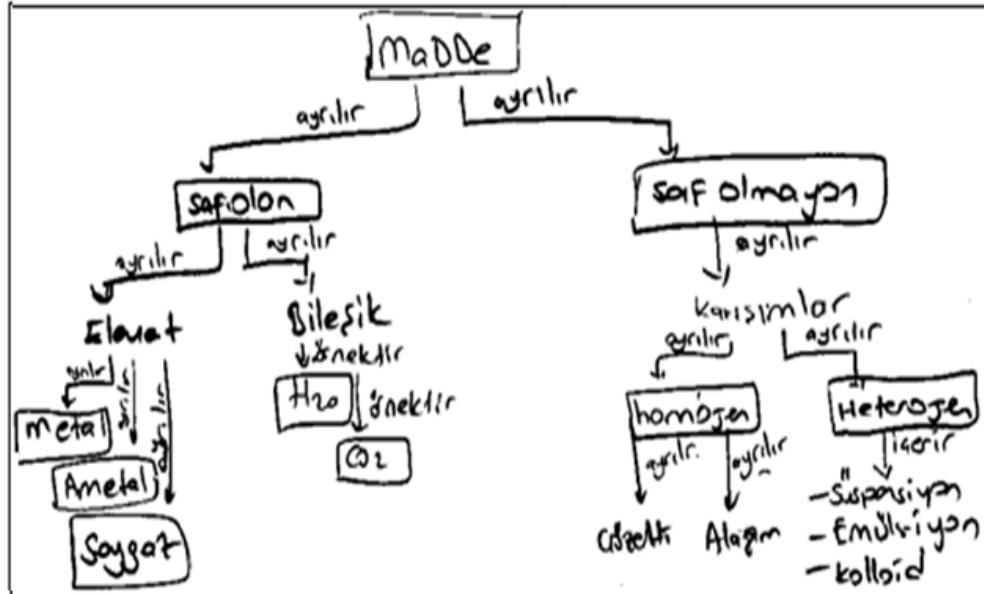 MaDDe
ayrılır
ayrılır
Saf olan
Saf olmayan
ayrılır
ayrılır
ayrılır
Element
Bileşik
Karışımlar
ayrılır
ayrılır
ayrılır
örnektir
ayrılır
ayrılır
Metal
H2O
örnektir
homojen
Heterojen
Ametal
CO2
ayrılır
ayrılır
içerir
Soygaz
Çözelti
Alaşım
- Süspansiyon
- Emülsiyon
- Kolloid